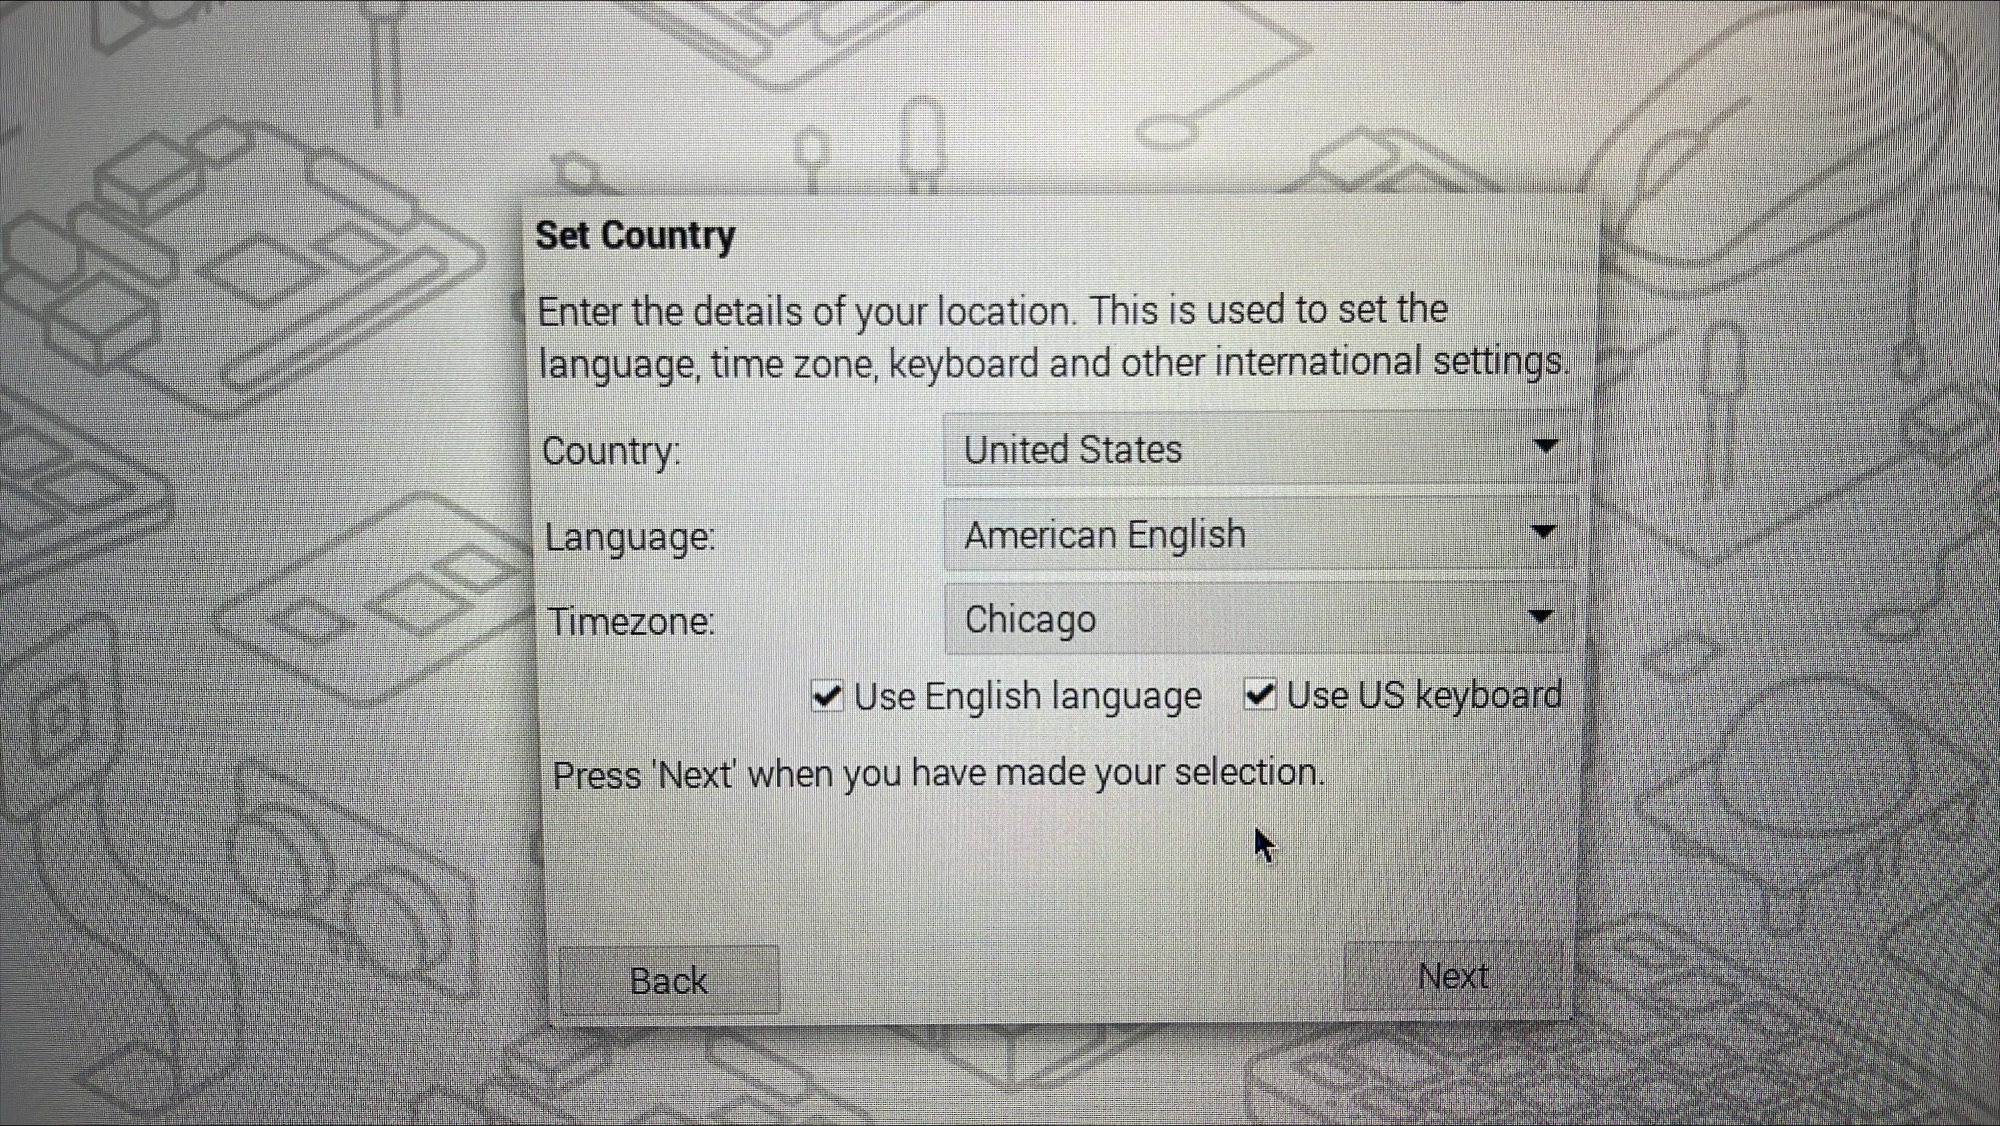 Set Country
Enter the details of your location. This is used to set the
language, time zone, keyboard and other international settings.
Country: United States
Language: American English
Timezone: Chicago
Use English language Use US keyboard
Press 'Next' when you have made your selection.
Back Next